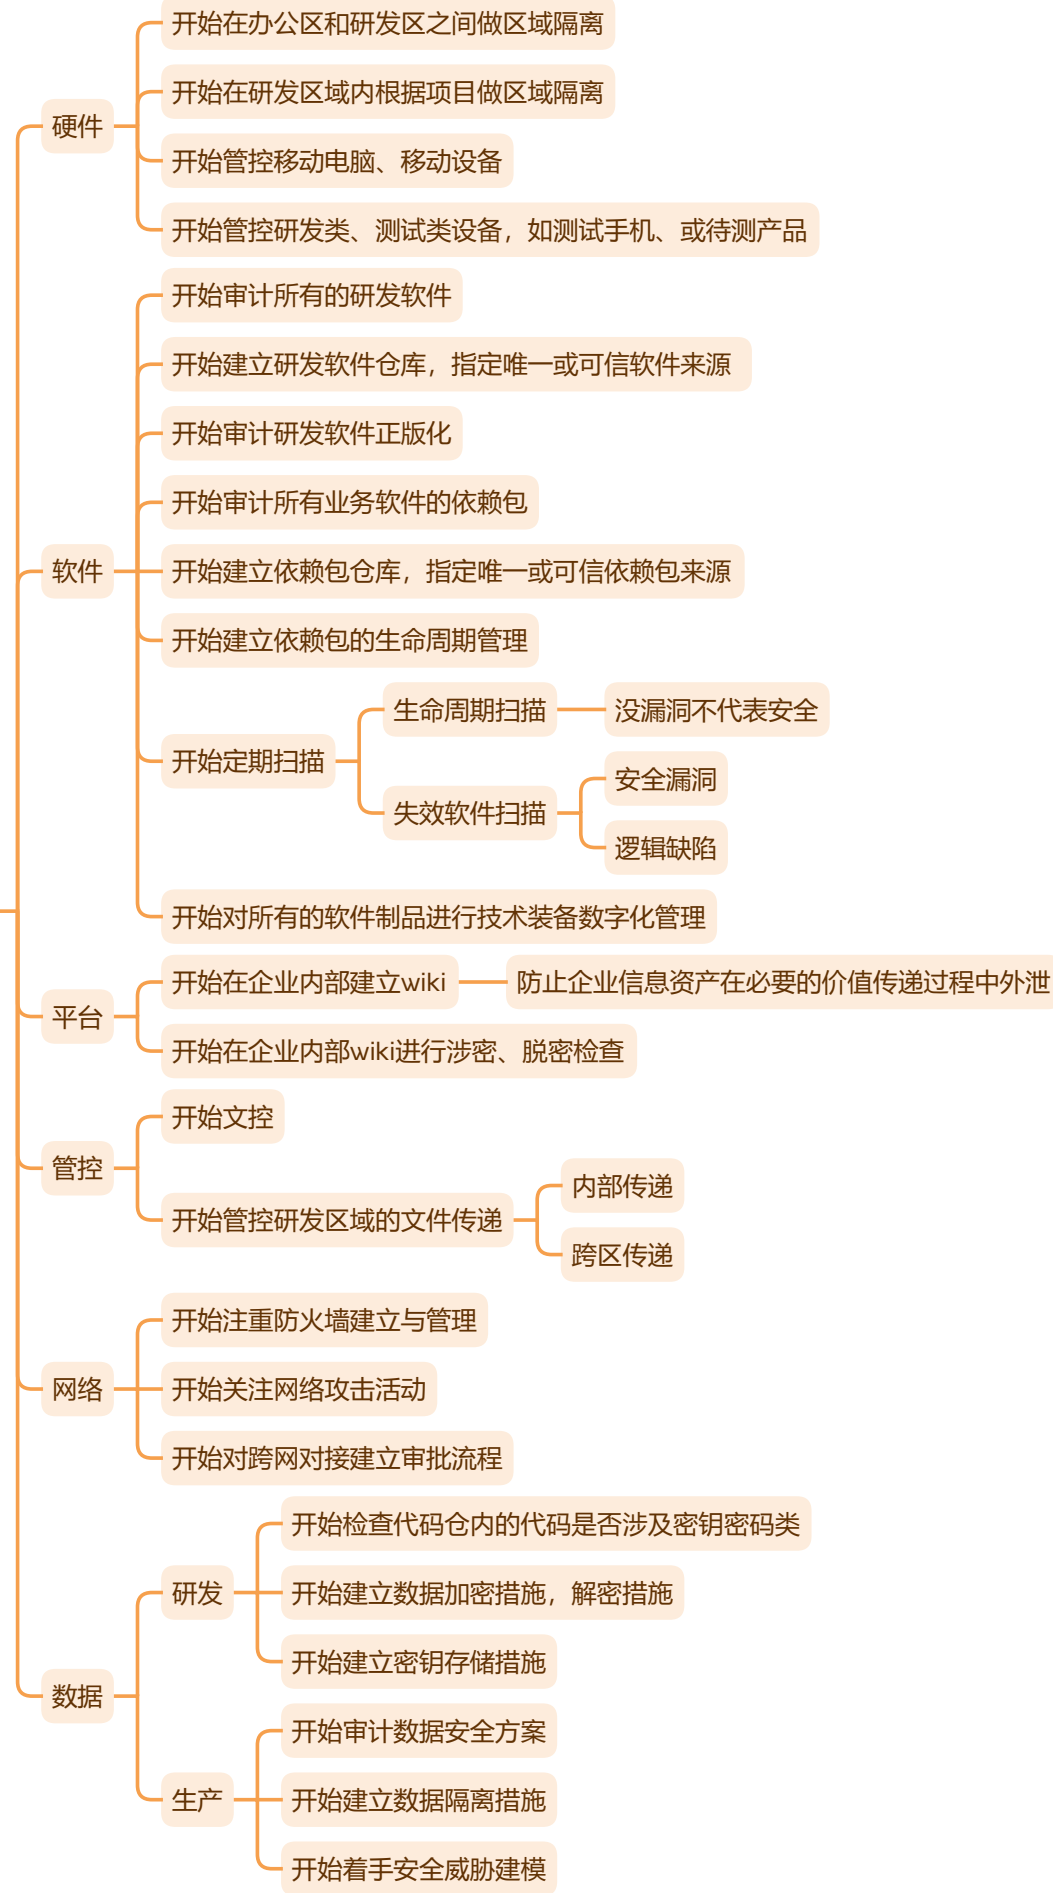 开始在办公区和研发区之间做区域隔离
开始在研发区域内根据项目做区域隔离
硬件
开始管控移动电脑、移动设备
开始管控研发类、测试类设备，如测试手机、或待测产品
开始审计所有的研发软件
开始建立研发软件仓库，指定唯一或可信软件来源
开始审计研发软件正版化
开始审计所有业务软件的依赖包
软件
开始建立依赖包仓库，指定唯一或可信依赖包来源
开始建立依赖包的生命周期管理
开始定期扫描
生命周期扫描
没漏洞不代表安全
失效软件扫描
安全漏洞
逻辑缺陷
开始对所有的软件制品进行技术装备数字化管理
平台
开始在企业内部建立wiki
防止企业信息资产在必要的价值传递过程中外泄
开始在企业内部wiki进行涉密、脱密检查
管控
开始文控
开始管控研发区域的文件传递
内部传递
跨区传递
网络
开始注重防火墙建立与管理
开始关注网络攻击活动
开始对跨网对接建立审批流程
数据
研发
开始检查代码仓内的代码是否涉及密钥密码类
开始建立数据加密措施，解密措施
开始建立密钥存储措施
生产
开始审计数据安全方案
开始建立数据隔离措施
开始着手安全威胁建模